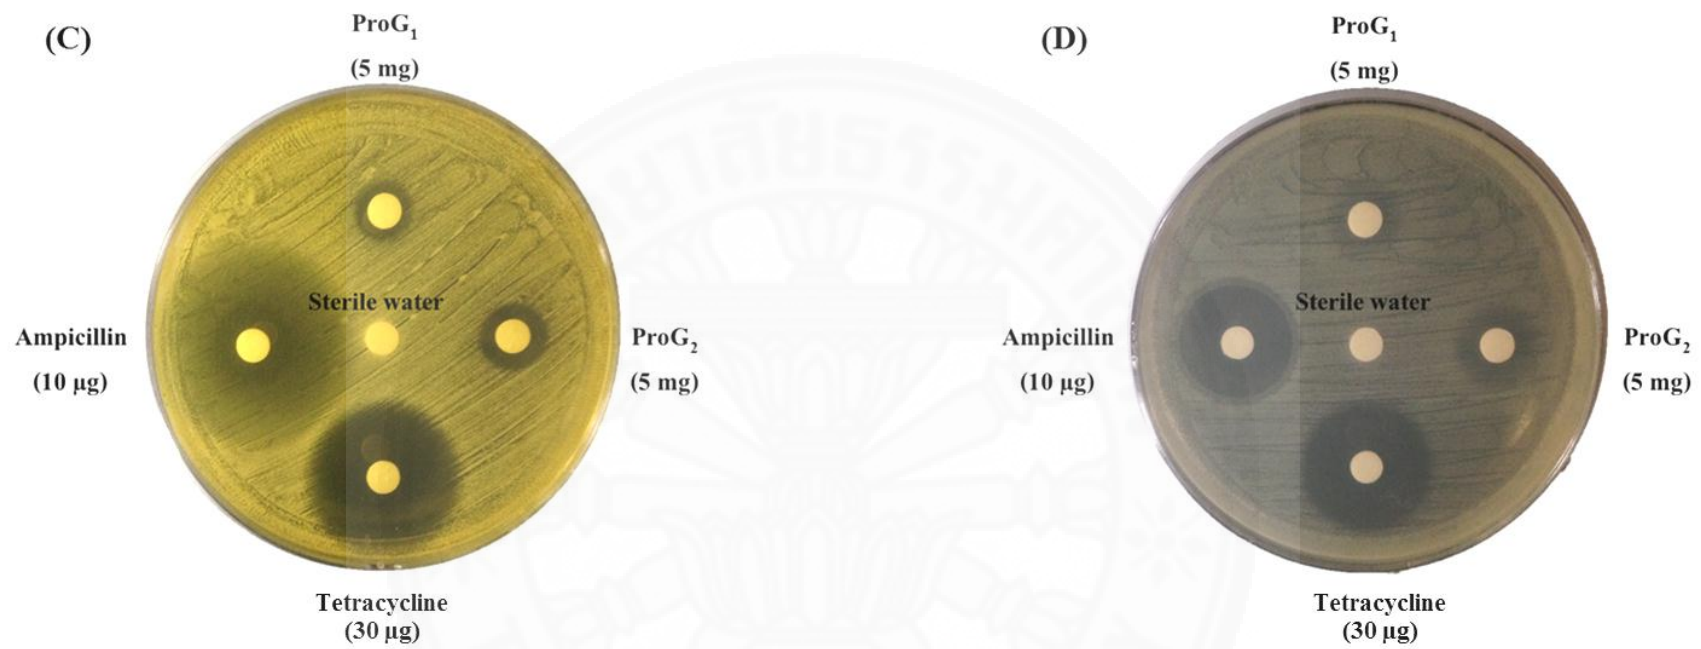 (C)
ProG₁
(5 mg)
Sterile water
Ampicillin
(10 µg)
ProG₂
(5 mg)
Tetracycline
(30 µg)
(D)
ProG₁
(5 mg)
Sterile water
Ampicillin
(10 µg)
ProG₂
(5 mg)
Tetracycline
(30 µg)